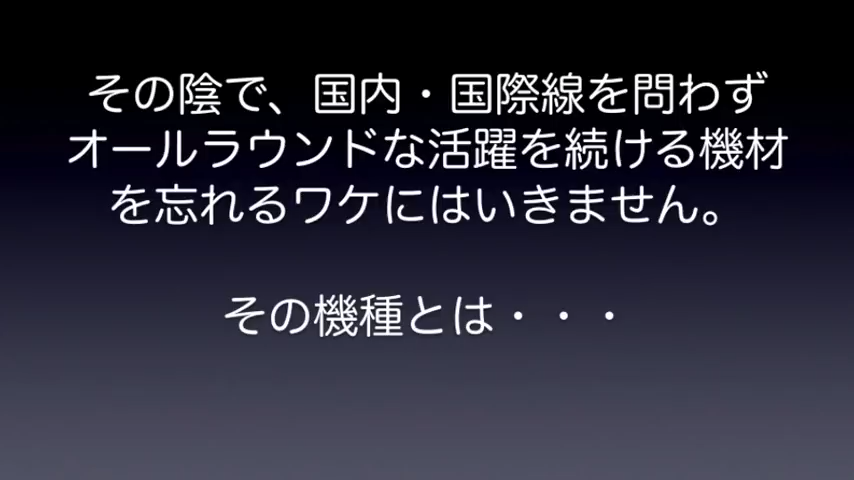 その陰で、国内・国際線を問わず
オールラウンドな活躍を続ける機材
を忘れるワケにはいきません。
その機種とは・・・